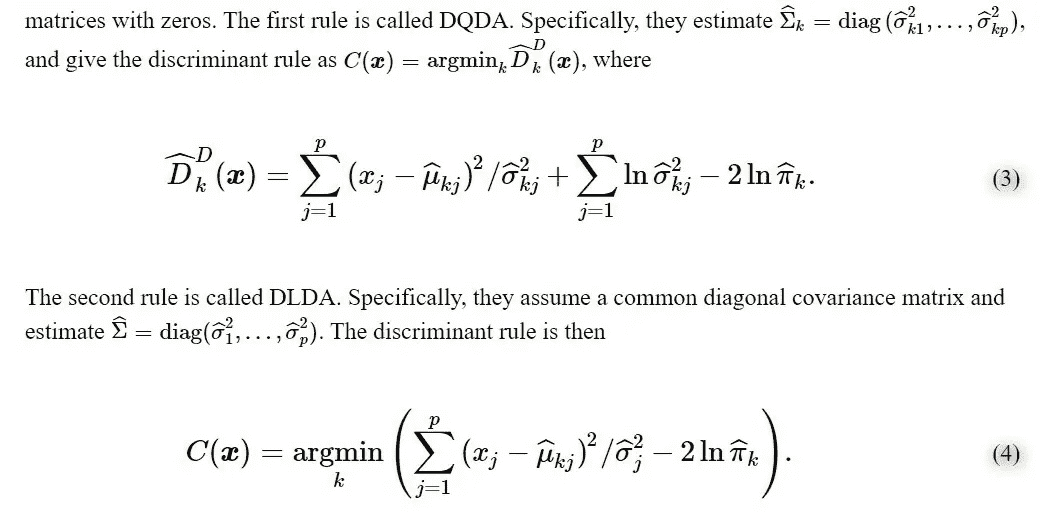 matrices with zeros. The first rule is called DQDA. Specifically, they estimate $\widehat{\Sigma}_k = \operatorname{diag}(\widehat{\sigma}_{k1}^2, \ldots, \widehat{\sigma}_{kp}^2)$,
and give the discriminant rule as $C(\boldsymbol{x}) = \operatorname{argmin}_k \widehat{D}_k^D(\boldsymbol{x})$, where
$\widehat{D}_k^D(\boldsymbol{x}) = \sum_{j=1}^{p} (x_j - \widehat{\mu}_{kj})^2 / \widehat{\sigma}_{kj}^2 + \sum_{j=1}^{p} \ln \widehat{\sigma}_{kj}^2 - 2 \ln \widehat{\pi}_k.$ (3)
The second rule is called DLDA. Specifically, they assume a common diagonal covariance matrix and
estimate $\widehat{\Sigma} = \operatorname{diag}(\widehat{\sigma}_1^2, \ldots, \widehat{\sigma}_p^2)$. The discriminant rule is then
$C(\boldsymbol{x}) = \underset{k}{\operatorname{argmin}} \left( \sum_{j=1}^{p} (x_j - \widehat{\mu}_{kj})^2 / \widehat{\sigma}_j^2 - 2 \ln \widehat{\pi}_k \right).$ (4)